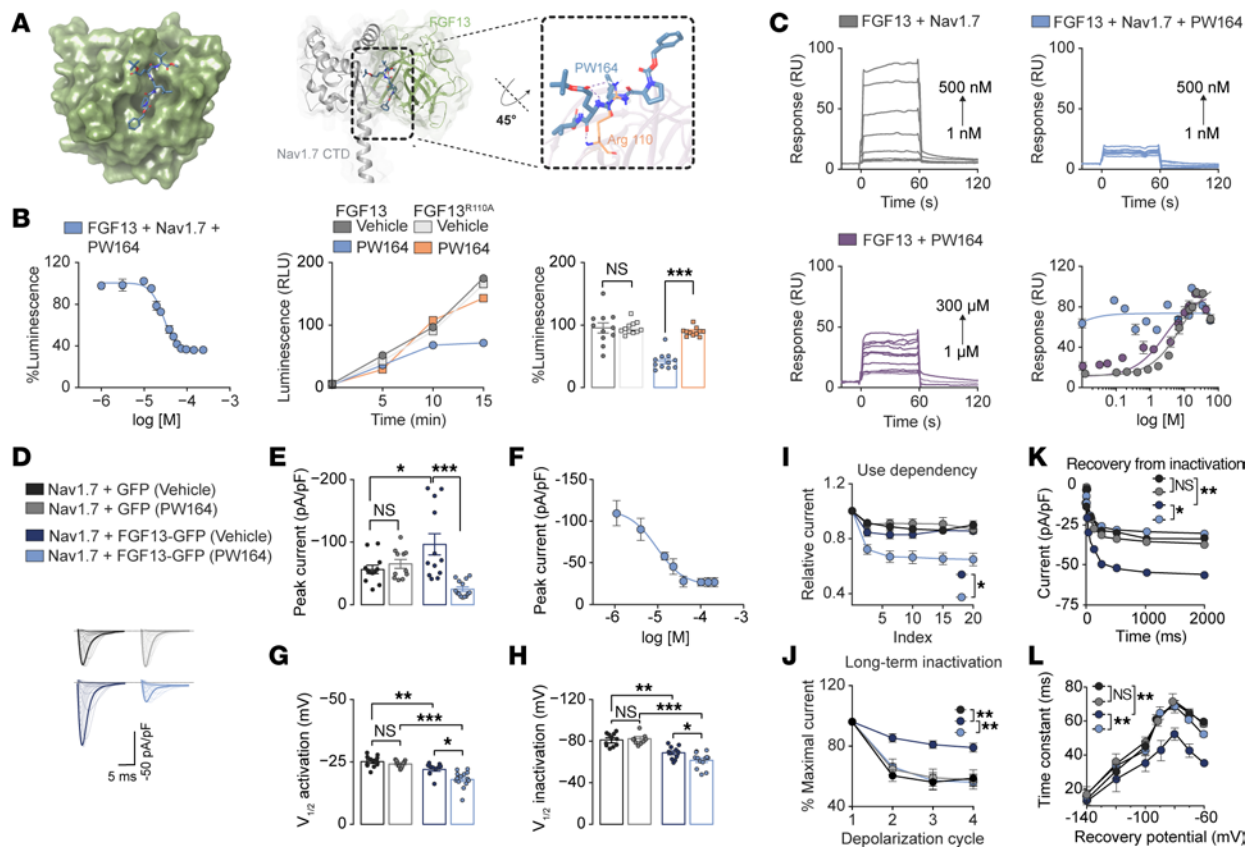 A
FGF13
PW164
45°
Arg 110
Nav1.7 CTD
B
FGF13 + Nav1.7 +
PW164
%Luminescence
120
80
40
0
−6 −5 −4 −3
log [M]
FGF13 FGF13R110A
Vehicle Vehicle
PW164 PW164
Luminescence (RLU)
200
100
0
5 10 15
Time (min)
%Luminescence
200
100
0
NS
***
C
FGF13 + Nav1.7
Response (RU)
100
50
0
500 nM
1 nM
0 60 120
Time (s)
FGF13 + Nav1.7 + PW164
Response (RU)
100
50
0
500 nM
1 nM
0 60 120
Time (s)
FGF13 + PW164
Response (RU)
100
50
0
300 μM
1 μM
0 60 120
Time (s)
Response (RU)
120
80
40
0
0.1 1 10 100
log [M]
D
Nav1.7 + GFP (Vehicle)
Nav1.7 + GFP (PW164)
Nav1.7 + FGF13-GFP (Vehicle)
Nav1.7 + FGF13-GFP (PW164)
5 ms
-50 pA/pF
E
Peak current (pA/pF)
−200
−100
0
*
***
NS
F
Peak current (pA/pF)
-150
-100
-50
0
-6 -5 -4 -3
log [M]
G
V1/2 activation (mV)
−50
−25
0
**
***
NS
*
H
V1/2 inactivation (mV)
−120
−80
−40
0
**
***
NS
*
I
Use dependency
Relative current
1.2
0.8
0.4
5 10 15 20
Index
*
J
Long-term inactivation
% Maximal current
120
80
40
1 2 3 4
Depolarization cycle
**
**
K
Recovery from inactivation
Current (pA/pF)
0
−25
−50
−75
0 1000 2000
Time (ms)
NS
**
*
L
Time constant (ms)
80
60
40
20
0
-140 -100 -60
Recovery potential (mV)
NS
**
**